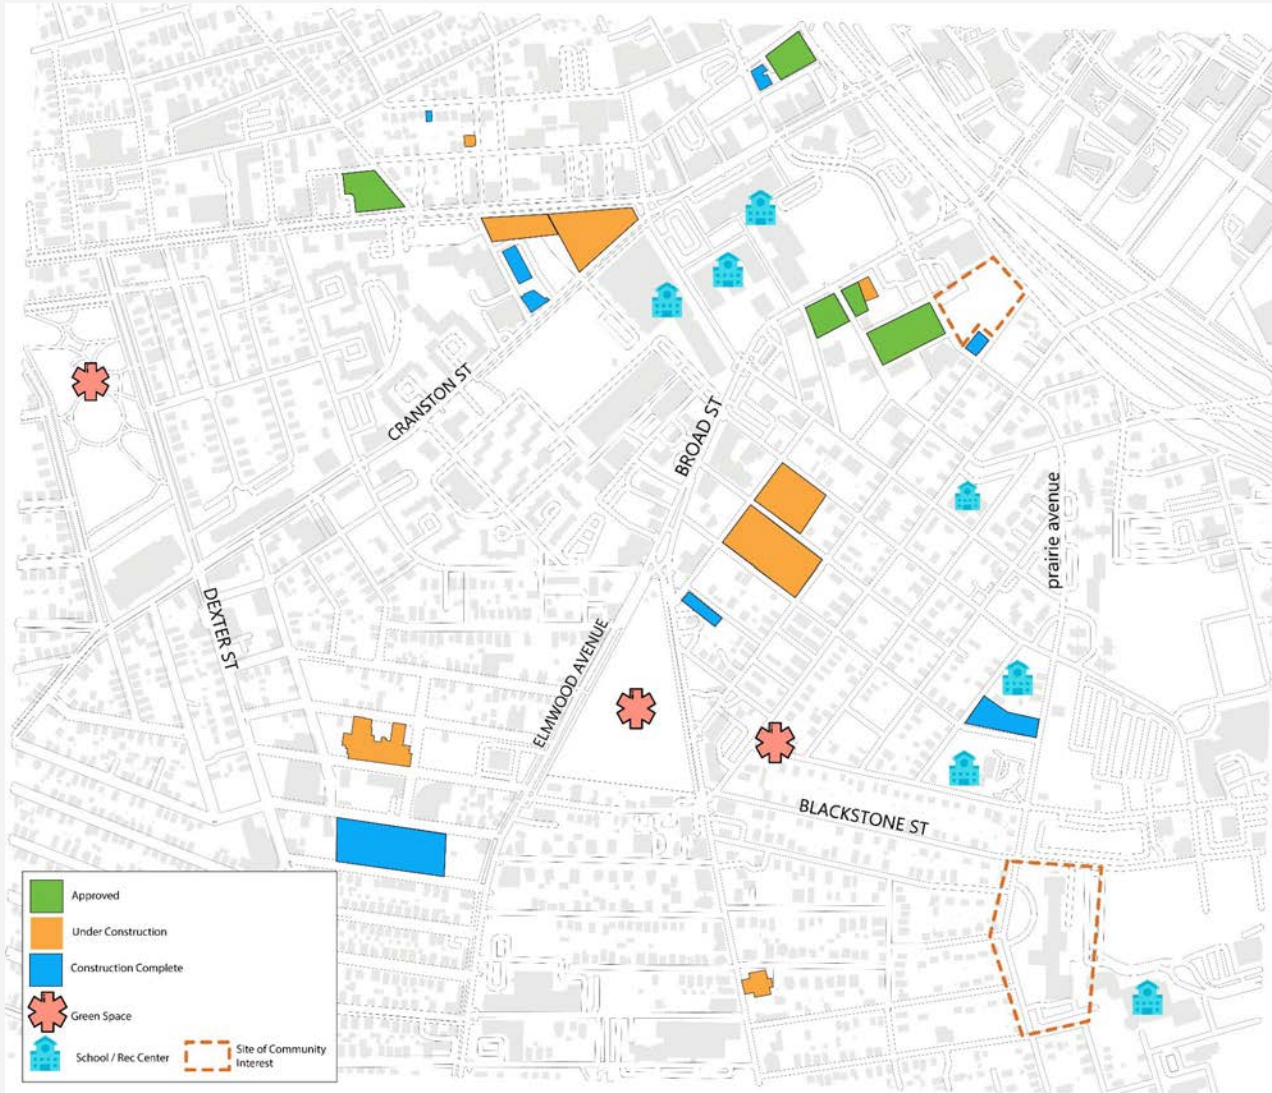 CRANSTON ST
BROAD ST
prairie avenue
DEXTER ST
ELMWOOD AVENUE
BLACKSTONE ST
Approved
Under Construction
Construction Complete
Green Space
School / Rec Center
Site of Community
Interest